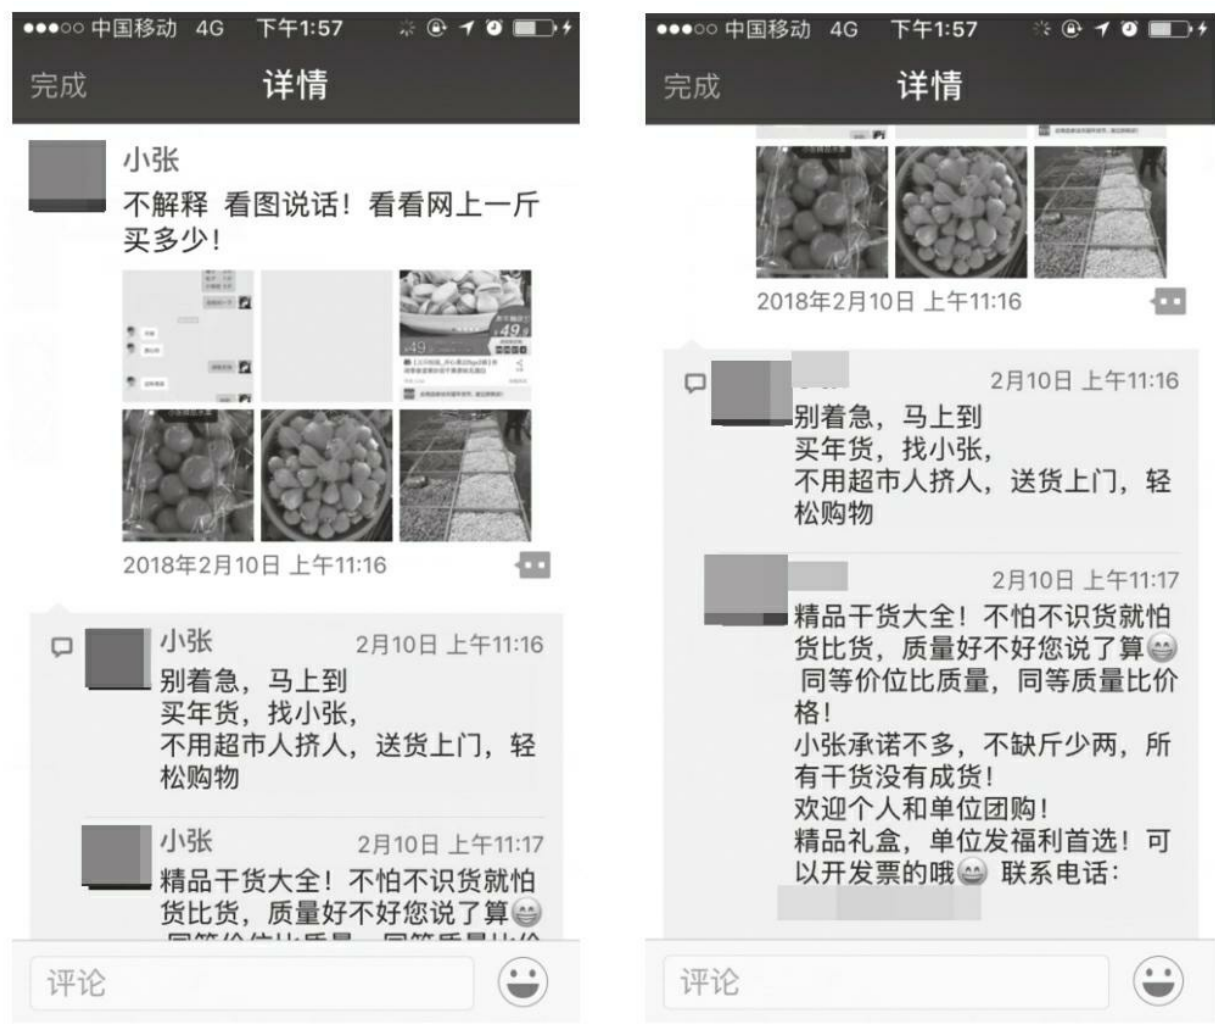 中国移动 4G 下午1:57
完成 详情
小张
不解释 看图说话！看看网上一斤
买多少！
49
49
2018年2月10日 上午11:16
小张 2月10日 上午11:16
别着急，马上到
买年货，找小张，
不用超市人挤人，送货上门，轻
松购物
小张 2月10日 上午11:17
精品干货大全！不怕不识货就怕
货比货，质量好不好您说了算😁
同等价位比质量，同等质量比价
评论
中国移动 4G 下午1:57
完成 详情
2018年2月10日 上午11:16
2月10日 上午11:16
别着急，马上到
买年货，找小张，
不用超市人挤人，送货上门，轻
松购物
2月10日 上午11:17
精品干货大全！不怕不识货就怕
货比货，质量好不好您说了算😁
同等价位比质量，同等质量比价
格！
小张承诺不多，不缺斤少两，所
有干货没有成货！
欢迎个人和单位团购！
精品礼盒，单位发福利首选！可
以开发票的哦😁 联系电话：
评论